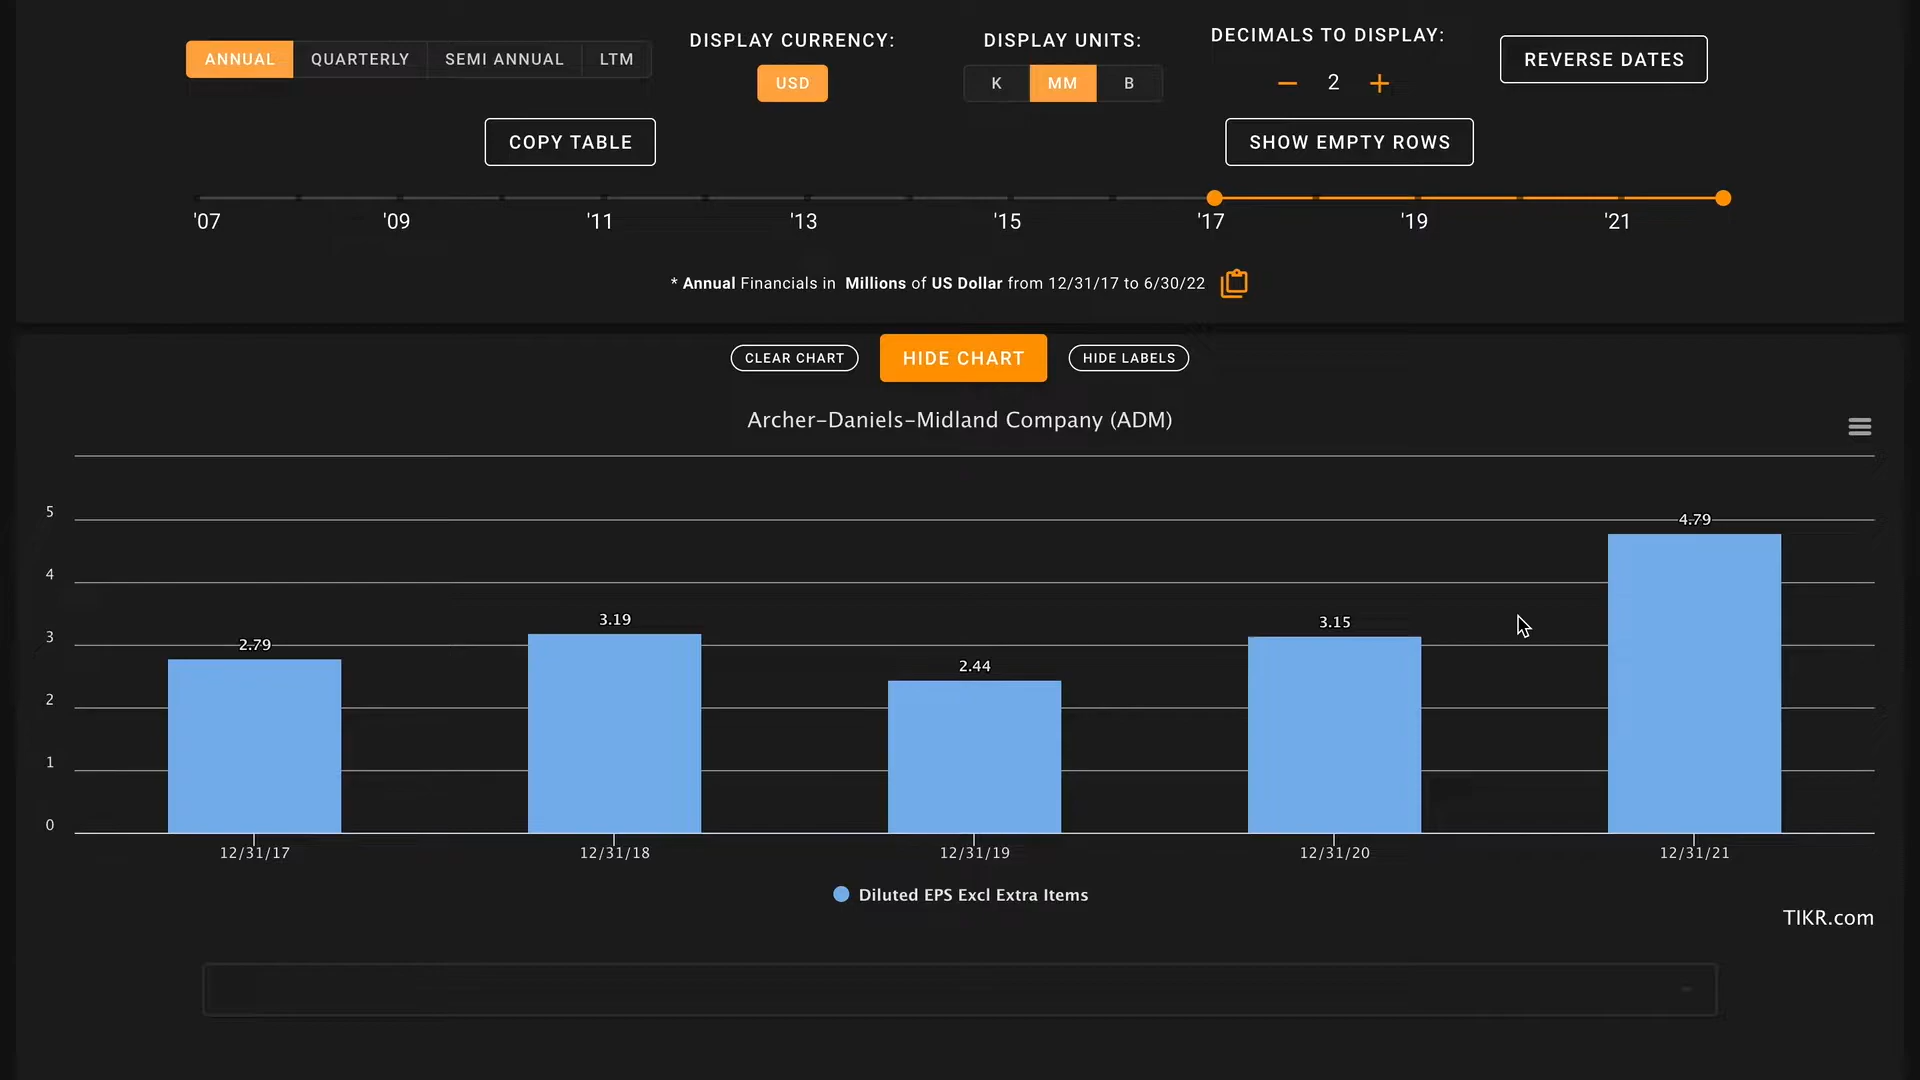 ANNUAL QUARTERLY SEMI ANNUAL LTM
DISPLAY CURRENCY:
USD
DISPLAY UNITS:
K MM B
DECIMALS TO DISPLAY:
2
REVERSE DATES
COPY TABLE
SHOW EMPTY ROWS
'07 '09 '11 '13 '15 '17 '19 '21
* Annual Financials in Millions of US Dollar from 12/31/17 to 6/30/22
CLEAR CHART
HIDE CHART
HIDE LABELS
Archer-Daniels-Midland Company (ADM)
5
4
3
2
1
0
2.79
3.19
2.44
3.15
4.79
12/31/17 12/31/18 12/31/19 12/31/20 12/31/21
Diluted EPS Excl Extra Items
TIKR.com